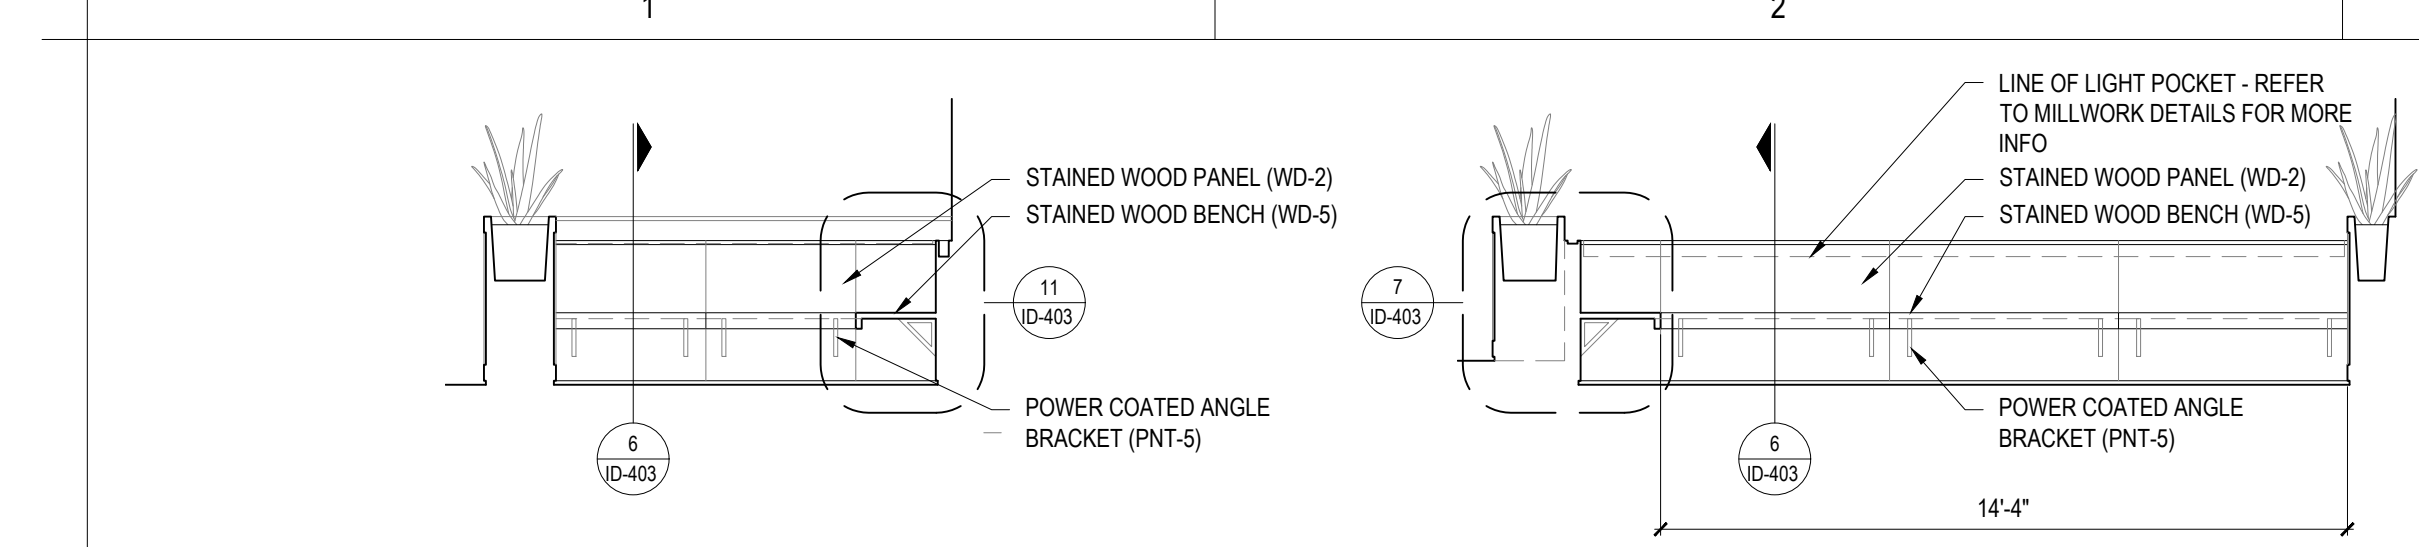 1
2
STAINED WOOD PANEL (WD-2)
STAINED WOOD BENCH (WD-5)
11
ID-403
POWER COATED ANGLE
BRACKET (PNT-5)
6
ID-403
LINE OF LIGHT POCKET - REFER
TO MILLWORK DETAILS FOR MORE
INFO
STAINED WOOD PANEL (WD-2)
STAINED WOOD BENCH (WD-5)
7
ID-403
POWER COATED ANGLE
BRACKET (PNT-5)
6
ID-403
14'-4"